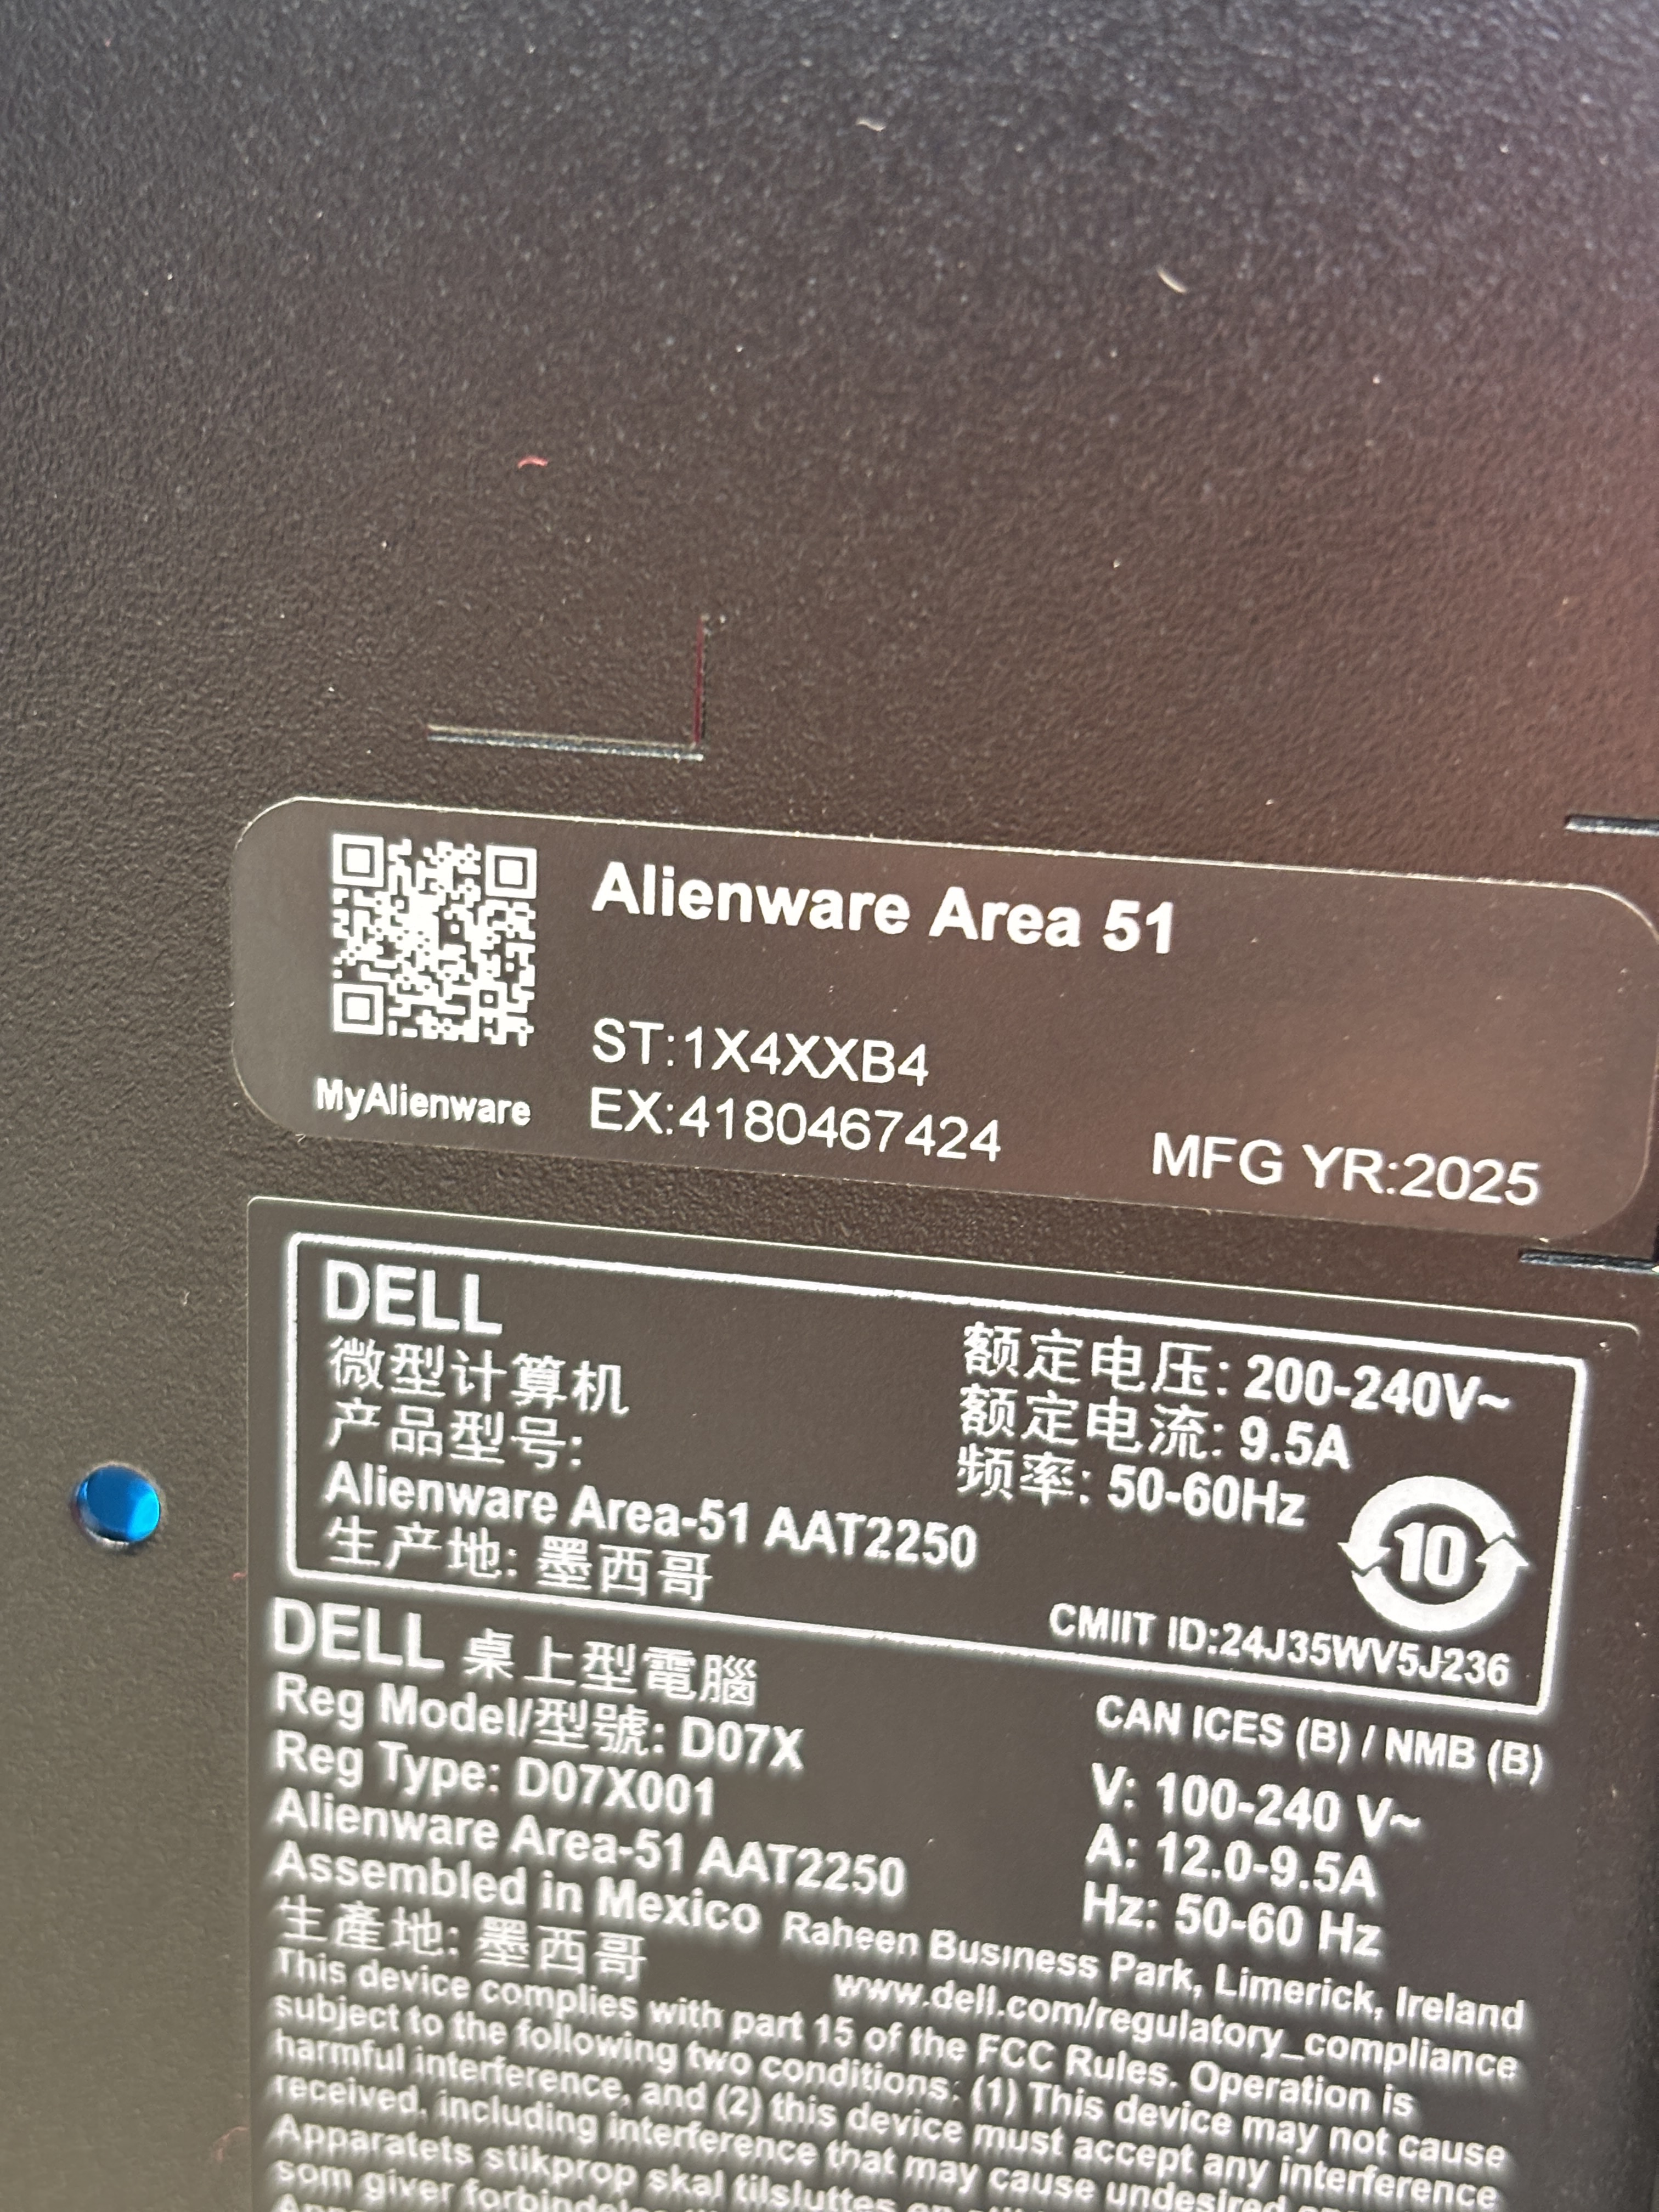 Alienware Area 51
ST:1X4XXB4
EX:4180467424
MFG YR:2025
MyAlienware
DELL
微型计算机
产品型号:
Alienware Area-51 AAT2250
生产地: 墨西哥
额定电压: 200-240V~
额定电流: 9.5A
频率: 50-60Hz
10
CMIIT ID:24J35WV5J236
DELL 桌上型電腦
Reg Model/型號: D07X
Reg Type: D07X001
Alienware Area-51 AAT2250
Assembled in Mexico
生產地: 墨西哥
CAN ICES (B) / NMB (B)
V: 100-240 V~
A: 12.0-9.5A
Hz: 50-60 Hz
Raheen Business Park, Limerick, Ireland
www.dell.com/regulatory_compliance
This device complies with part 15 of the FCC Rules. Operation is
subject to the following two conditions: (1) This device may not cause
harmful interference, and (2) this device must accept any interference
received, including interference that may cause undesired
Apparatets stikprop skal tilsluttes en
som giver